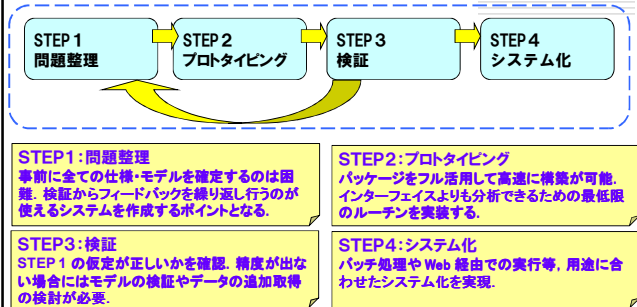 STEP 1
問題整理
STEP 2
プロトタイピング
STEP 3
検証
STEP 4
システム化
STEP1:問題整理
事前に全ての仕様・モデルを確定するのは困
難. 検証からフィードバックを繰り返し行うのが
使えるシステムを作成するポイントとなる.
STEP2:プロトタイピング
パッケージをフル活用して高速に構築が可能.
インターフェイスよりも分析できるための最低限
のルーチンを実装する.
STEP3:検証
STEP 1 の仮定が正しいかを確認. 精度が出な
い場合にはモデルの検証やデータの追加取得
の検討が必要.
STEP4:システム化
バッチ処理や Web 経由での実行等, 用途に合
わせたシステム化を実現.